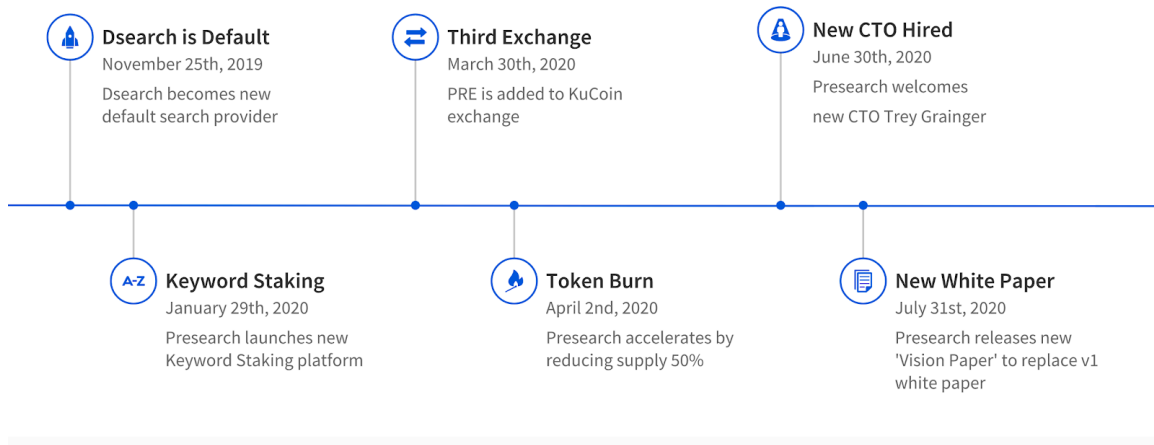 Dsearch is Default
November 25th, 2019
Dsearch becomes new
default search provider
A-Z
Keyword Staking
January 29th, 2020
Presearch launches new
Keyword Staking platform
Third Exchange
March 30th, 2020
PRE is added to KuCoin
exchange
Token Burn
April 2nd, 2020
Presearch accelerates by
reducing supply 50%
New CTO Hired
June 30th, 2020
Presearch welcomes
new CTO Trey Grainger
New White Paper
July 31st, 2020
Presearch releases new
'Vision Paper' to replace v1
white paper